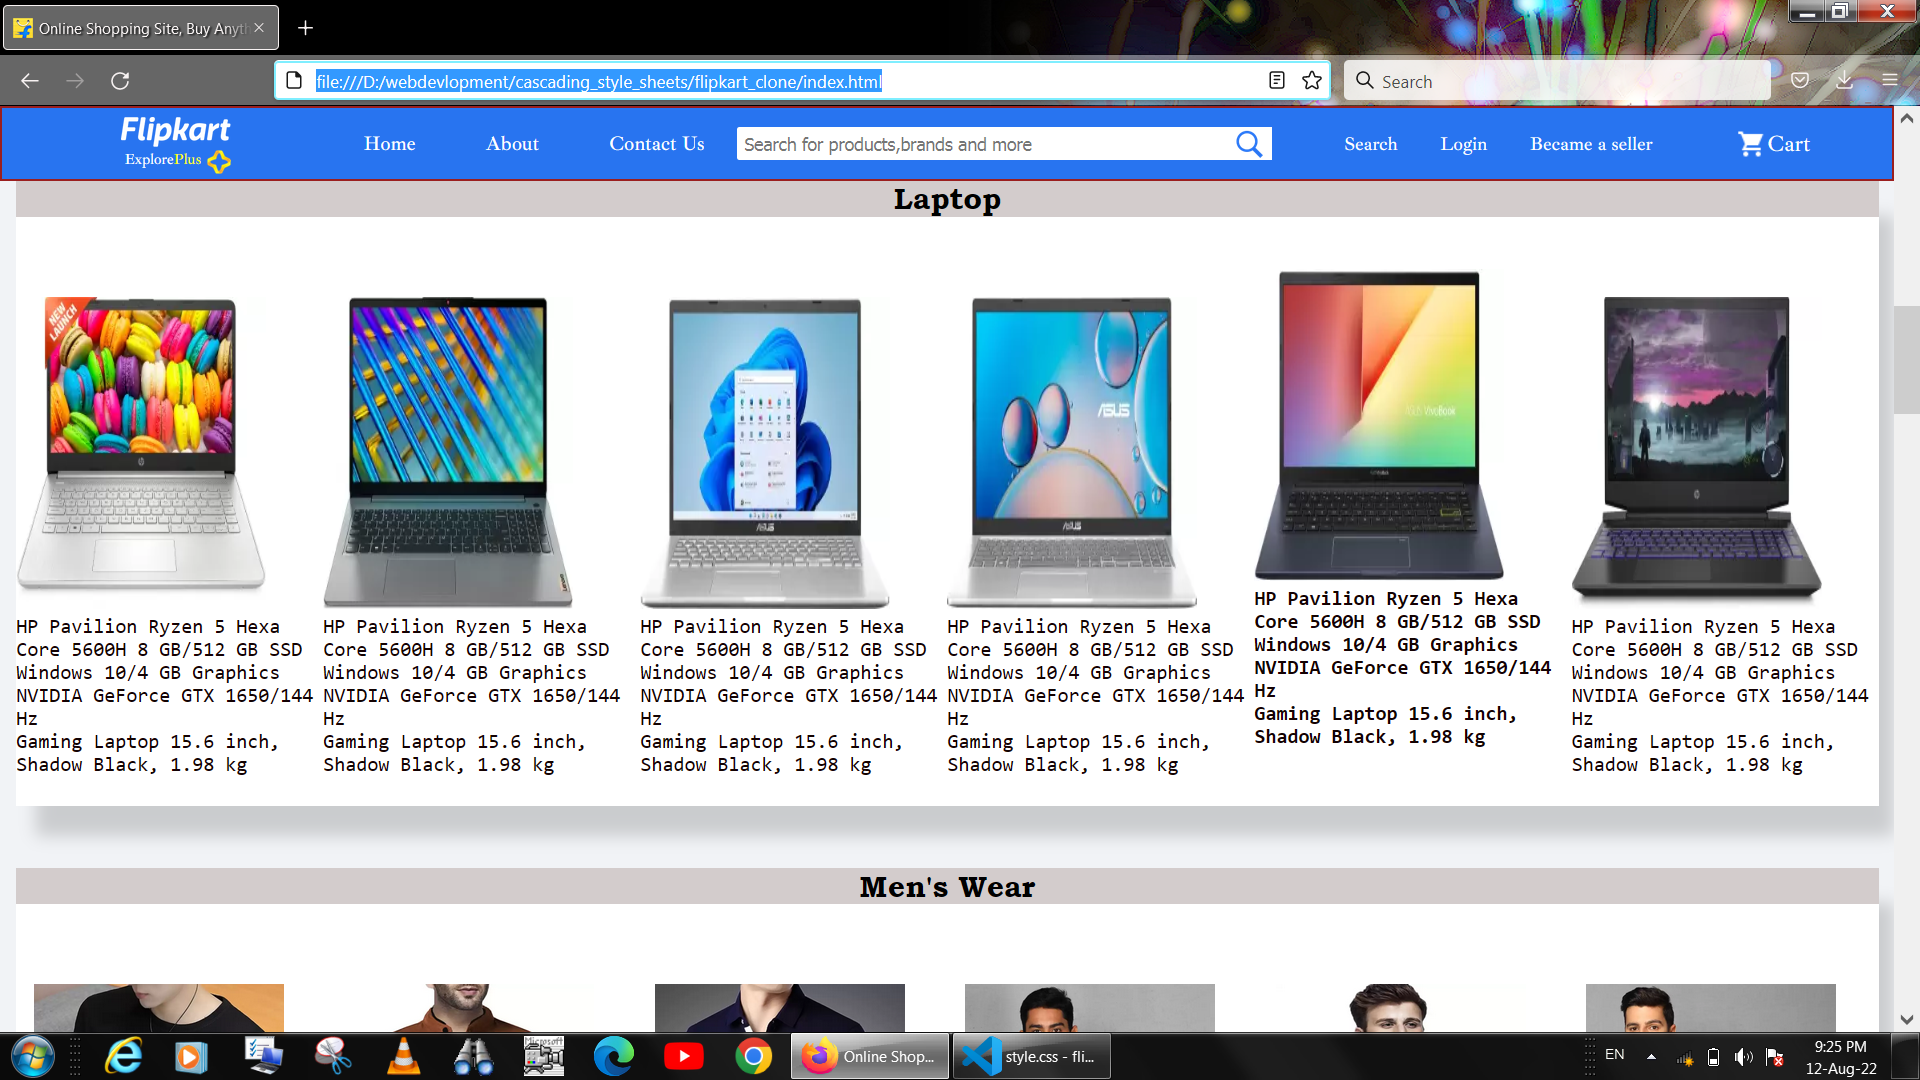 Online Shopping Site, Buy Anyth
file:///D:/webdevlopment/cascading_style_sheets/flipkart_clone/index.html
Search
Flipkart
ExplorePlus
Home
About
Contact Us
Search for products,brands and more
Search
Login
Became a seller
Cart
Laptop
NEW
LAUNCH
ASUS
ASUS
ASUS
ASUS VivoBook
HP Pavilion Ryzen 5 Hexa
Core 5600H 8 GB/512 GB SSD
Windows 10/4 GB Graphics
NVIDIA GeForce GTX 1650/144
Hz
Gaming Laptop 15.6 inch,
Shadow Black, 1.98 kg
HP Pavilion Ryzen 5 Hexa
Core 5600H 8 GB/512 GB SSD
Windows 10/4 GB Graphics
NVIDIA GeForce GTX 1650/144
Hz
Gaming Laptop 15.6 inch,
Shadow Black, 1.98 kg
HP Pavilion Ryzen 5 Hexa
Core 5600H 8 GB/512 GB SSD
Windows 10/4 GB Graphics
NVIDIA GeForce GTX 1650/144
Hz
Gaming Laptop 15.6 inch,
Shadow Black, 1.98 kg
HP Pavilion Ryzen 5 Hexa
Core 5600H 8 GB/512 GB SSD
Windows 10/4 GB Graphics
NVIDIA GeForce GTX 1650/144
Hz
Gaming Laptop 15.6 inch,
Shadow Black, 1.98 kg
HP Pavilion Ryzen 5 Hexa
Core 5600H 8 GB/512 GB SSD
Windows 10/4 GB Graphics
NVIDIA GeForce GTX 1650/144
Hz
Gaming Laptop 15.6 inch,
Shadow Black, 1.98 kg
HP Pavilion Ryzen 5 Hexa
Core 5600H 8 GB/512 GB SSD
Windows 10/4 GB Graphics
NVIDIA GeForce GTX 1650/144
Hz
Gaming Laptop 15.6 inch,
Shadow Black, 1.98 kg
Men's Wear
Microsoft
Online Shop...
style.css - fli...
EN
9:25 PM
12-Aug-22